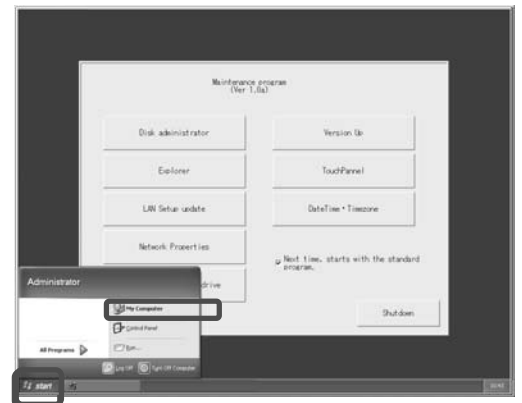 Maintenance program
(Ver 1.0a)
Disk administrator
Version Up
Explorer
TouchPannel
LAN Setup update
DateTime・Timezone
Network Properties
Next time, starts with the standard
program.
drive
Shutdown
Administrator
My Computer
Control Panel
Run...
All Programs
Log Off
Turn Off Computer
start